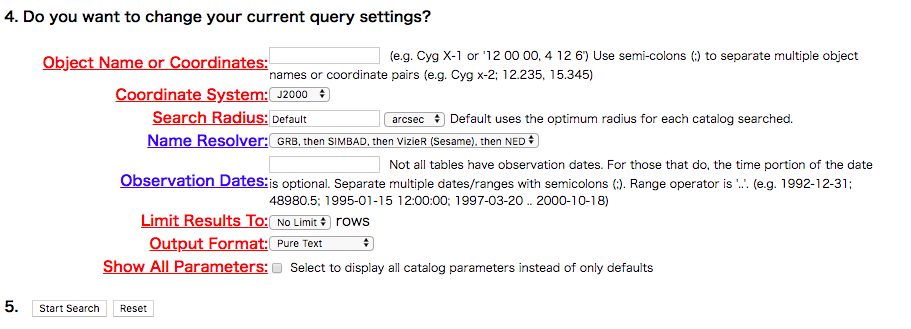 4. Do you want to change your current query settings?
Object Name or Coordinates: (e.g. Cyg X-1 or '12 00 00, 4 12 6') Use semi-colons (;) to separate multiple object
names or coordinate pairs (e.g. Cyg x-2; 12.235, 15.345)
Coordinate System: J2000
Search Radius: Default arcsec Default uses the optimum radius for each catalog searched.
Name Resolver: GRB, then SIMBAD, then VizieR (Sesame), then NED
Not all tables have observation dates. For those that do, the time portion of the date
Observation Dates: is optional. Separate multiple dates/ranges with semicolons (;). Range operator is '..'. (e.g. 1992-12-31;
48980.5; 1995-01-15 12:00:00; 1997-03-20 .. 2000-10-18)
Limit Results To: No Limit rows
Output Format: Pure Text
Show All Parameters: Select to display all catalog parameters instead of only defaults
5. Start Search Reset